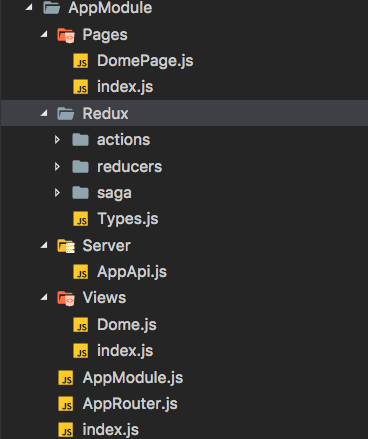 AppModule
Pages
DomePage.js
index.js
Redux
actions
reducers
saga
Types.js
Server
AppApi.js
Views
Dome.js
index.js
AppModule.js
AppRouter.js
index.js